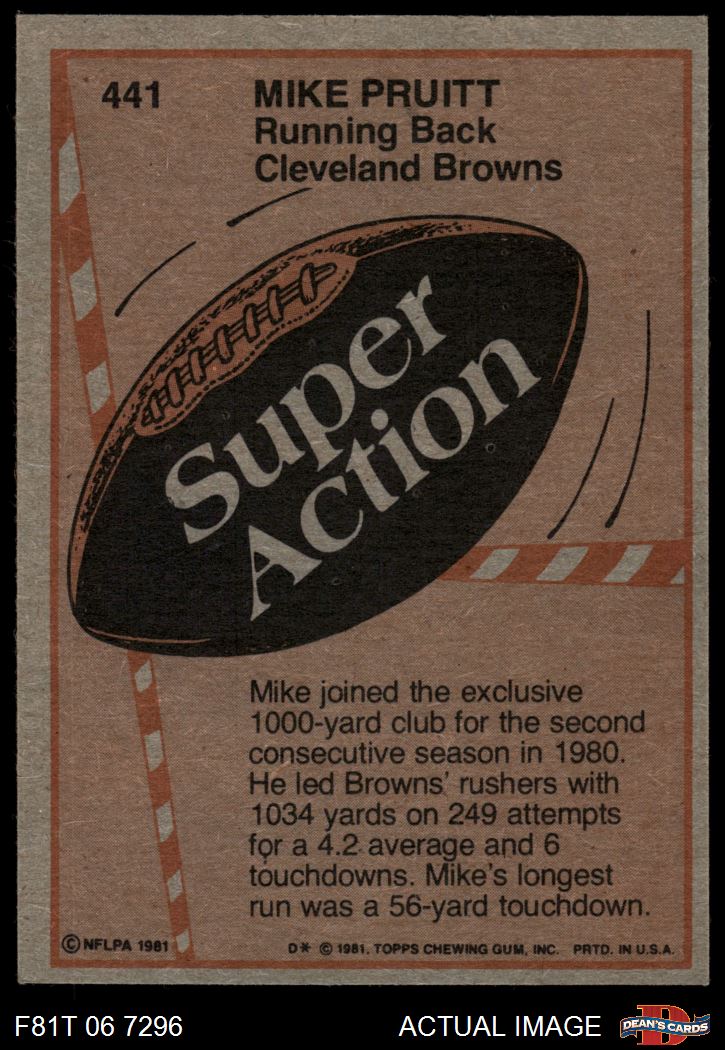 441
MIKE PRUITT
Running Back
Cleveland Browns
Super
Action
Mike joined the exclusive
1000-yard club for the second
consecutive season in 1980.
He led Browns' rushers with
1034 yards on 249 attempts
for a 4.2 average and 6
touchdowns. Mike's longest
run was a 56-yard touchdown.
© NFLPA 1981
D* © 1981. TOPPS CHEWING GUM, INC. PRTD. IN U.S.A.
F81T 06 7296
ACTUAL IMAGE
D
DEAN'S CARDS